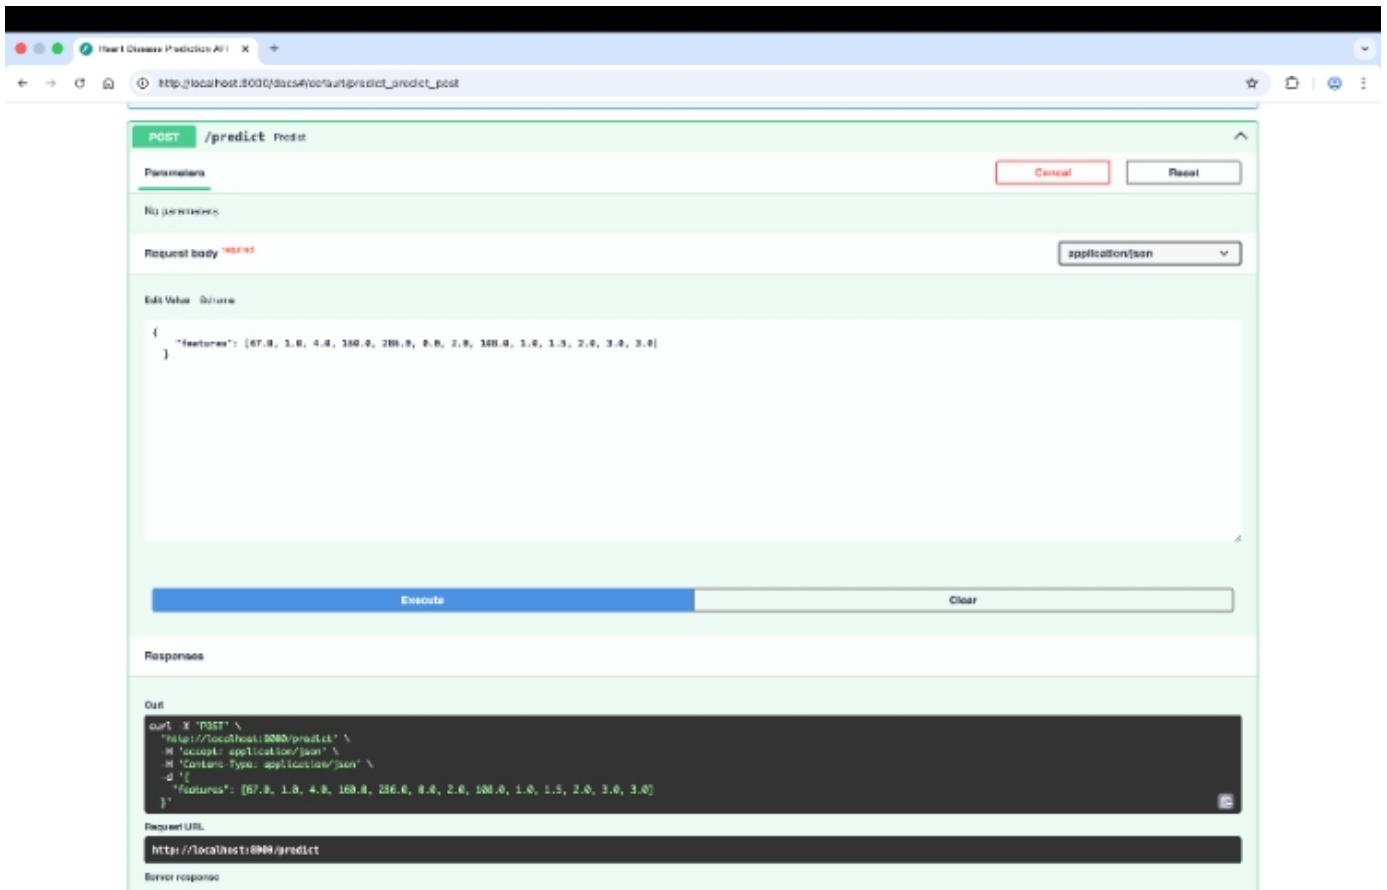 Heart Disease Prediction API
http://localhost:8000/docs#/default/predict_predict_post
POST /predict Predict
Parameters
Cancel
Reset
No parameters
Request body required
application/json
Edit Value Schema
{
"features": [67.0, 1.0, 4.0, 160.0, 286.0, 0.0, 2.0, 108.0, 1.0, 1.5, 2.0, 3.0, 3.0]
}
Execute
Clear
Responses
Curl
curl -X 'POST' \
'http://localhost:8000/predict' \
-H 'accept: application/json' \
-H 'Content-Type: application/json' \
-d '{
"features": [67.0, 1.0, 4.0, 160.0, 286.0, 0.0, 2.0, 108.0, 1.0, 1.5, 2.0, 3.0, 3.0]
}'
Request URL
http://localhost:8000/predict
Server response